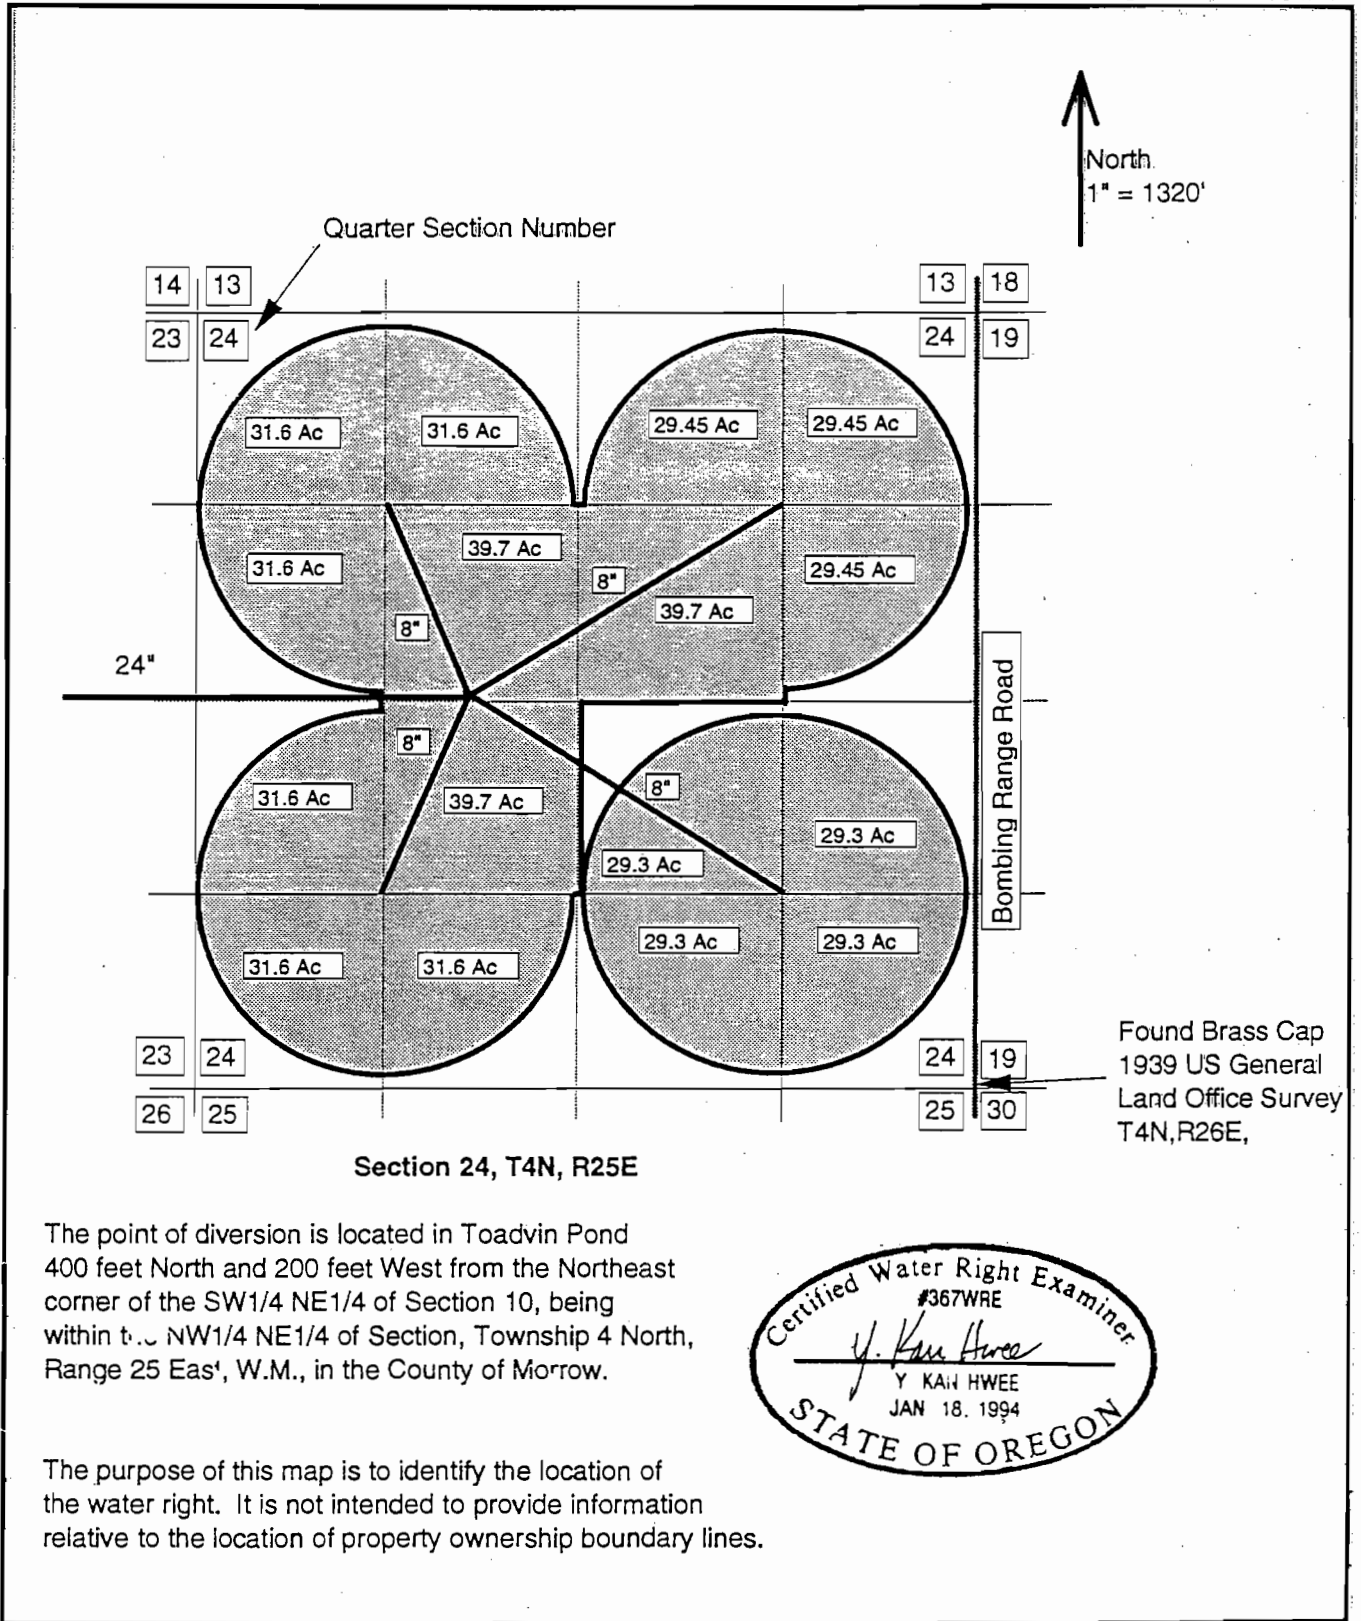 North
1" = 1320'
Quarter Section Number
14 13
13 18
23 24
24 19
31.6 Ac
31.6 Ac
29.45 Ac
29.45 Ac
31.6 Ac
39.7 Ac
8"
39.7 Ac
29.45 Ac
8"
24"
8"
31.6 Ac
39.7 Ac
8"
29.3 Ac
29.3 Ac
Bombing Range Road
31.6 Ac
31.6 Ac
29.3 Ac
29.3 Ac
23 24
24 19
26 25
25 30
Found Brass Cap
1939 US General
Land Office Survey
T4N,R26E,
Section 24, T4N, R25E
The point of diversion is located in Toadvin Pond
400 feet North and 200 feet West from the Northeast
corner of the SW1/4 NE1/4 of Section 10, being
within NW1/4 NE1/4 of Section, Township 4 North,
Range 25 East, W.M., in the County of Morrow.
Certified Water Right Examiner
#367WRE
Y. Kan Hwee
Y KAN HWEE
JAN 18. 1994
STATE OF OREGON
The purpose of this map is to identify the location of
the water right. It is not intended to provide information
relative to the location of property ownership boundary lines.